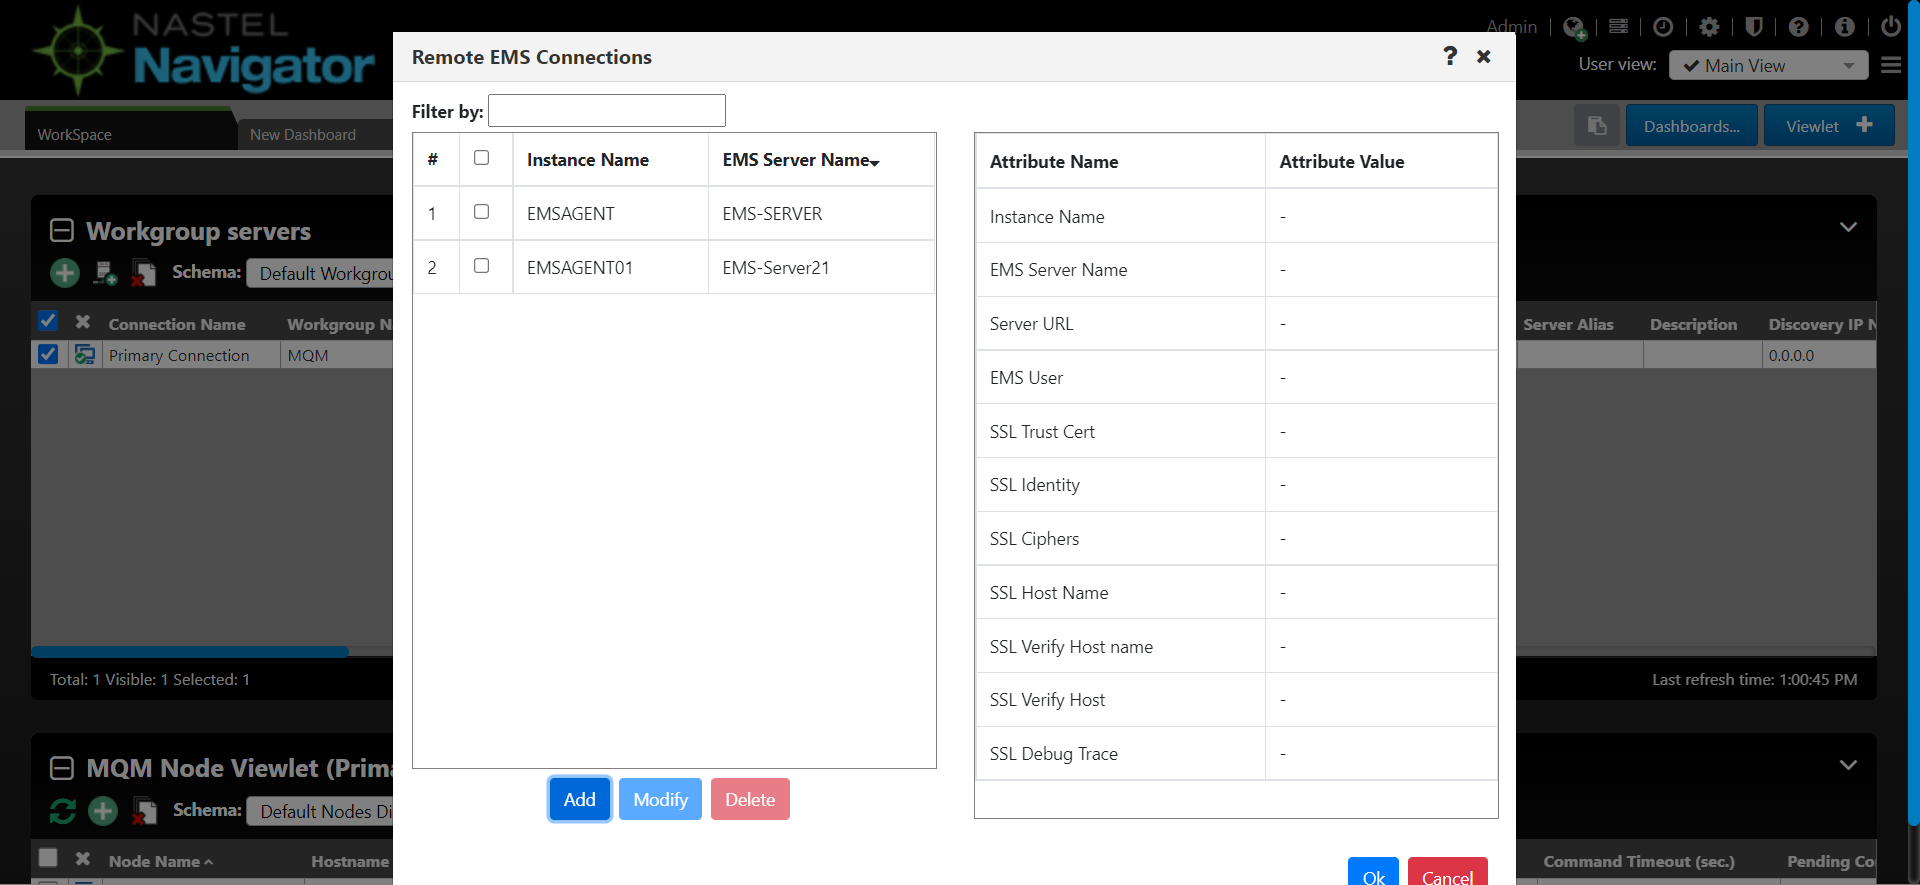 NASTEL
Navigator
Admin
User view:
Main View
WorkSpace
New Dashboard
Dashboards...
Viewlet
Remote EMS Connections
Filter by:
# Instance Name EMS Server Name
1 EMSAGENT EMS-SERVER
2 EMSAGENT01 EMS-Server21
Add
Modify
Delete
Attribute Name Attribute Value
Instance Name -
EMS Server Name -
Server URL -
EMS User -
SSL Trust Cert -
SSL Identity -
SSL Ciphers -
SSL Host Name -
SSL Verify Host name -
SSL Verify Host -
SSL Debug Trace -
Ok
Cancel
Workgroup servers
Schema:
Default Workgrou
Connection Name Workgroup N
Server Alias Description Discovery IP N
Primary Connection MQM
0.0.0.0
Total: 1 Visible: 1 Selected: 1
Last refresh time: 1:00:45 PM
MQM Node Viewlet (Prima
Schema:
Default Nodes Di
Node Name Hostname
Command Timeout (sec.) Pending Co